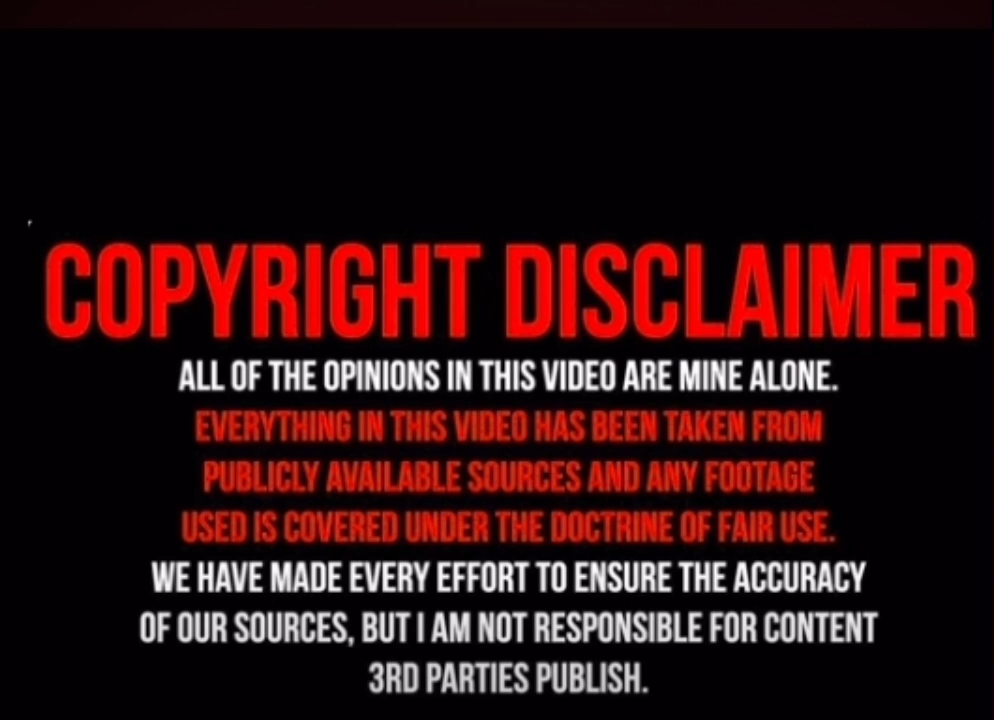 COPYRIGHT DISCLAIMER
ALL OF THE OPINIONS IN THIS VIDEO ARE MINE ALONE.
EVERYTHING IN THIS VIDEO HAS BEEN TAKEN FROM
PUBLICLY AVAILABLE SOURCES AND ANY FOOTAGE
USED IS COVERED UNDER THE DOCTRINE OF FAIR USE.
WE HAVE MADE EVERY EFFORT TO ENSURE THE ACCURACY
OF OUR SOURCES, BUT I AM NOT RESPONSIBLE FOR CONTENT
3RD PARTIES PUBLISH.